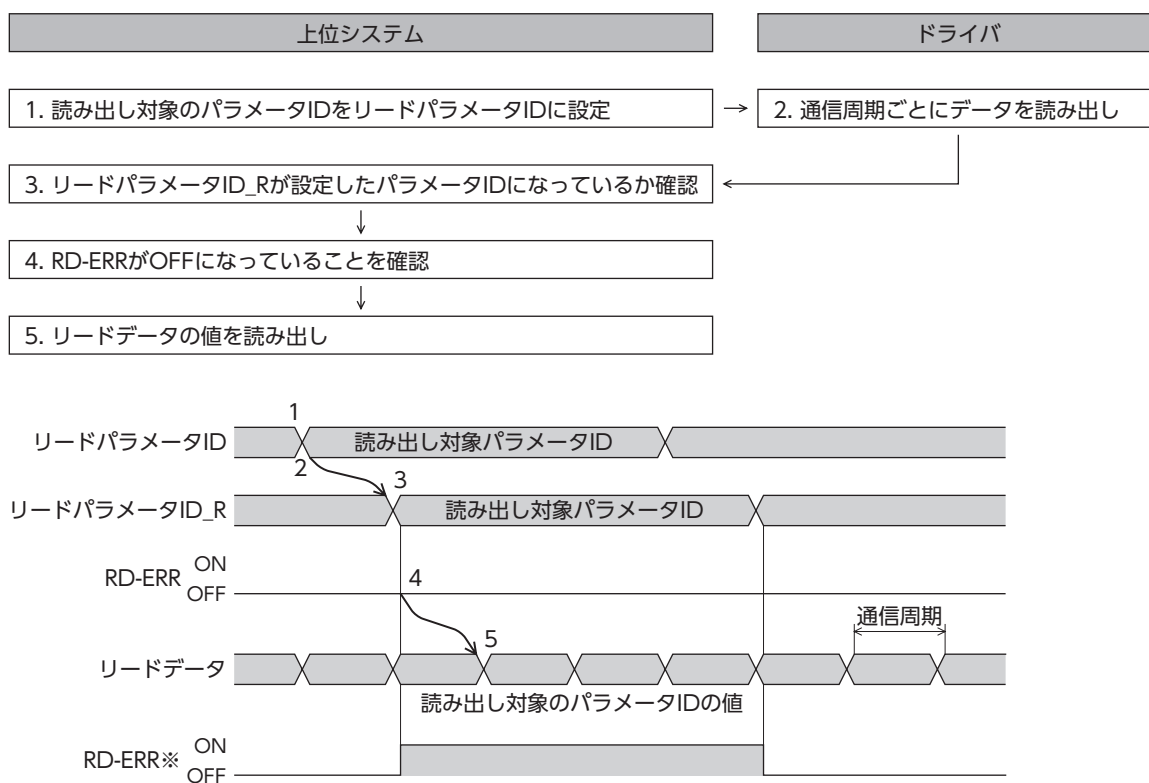 上位システム
ドライバ
1. 読み出し対象のパラメータIDをリードパラメータIDに設定
2. 通信周期ごとにデータを読み出し
3. リードパラメータID_Rが設定したパラメータIDになっているか確認
4. RD-ERRがOFFになっていることを確認
5. リードデータの値を読み出し
1
リードパラメータID
読み出し対象パラメータID
2
3
リードパラメータID_R
読み出し対象パラメータID
ON
RD-ERR
OFF
4
通信周期
5
リードデータ
読み出し対象のパラメータIDの値
ON
RD-ERR※
OFF